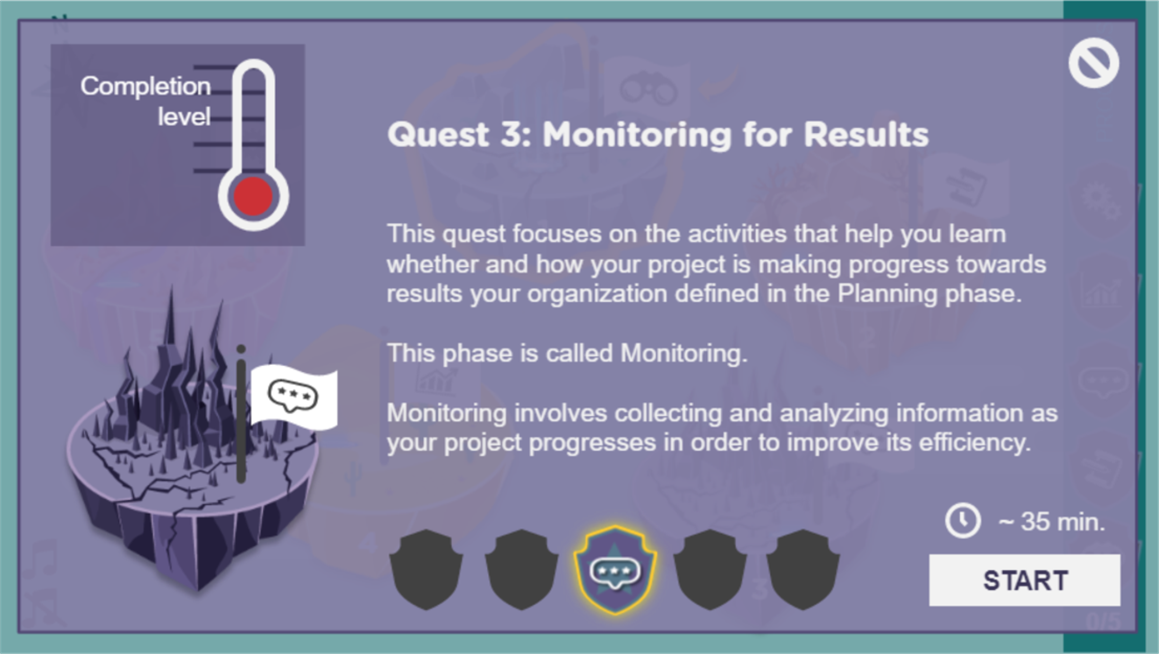 Completion
level
Quest 3: Monitoring for Results
This quest focuses on the activities that help you learn
whether and how your project is making progress towards
results your organization defined in the Planning phase.
This phase is called Monitoring.
Monitoring involves collecting and analyzing information as
your project progresses in order to improve its efficiency.
~ 35 min.
START
3
0/5